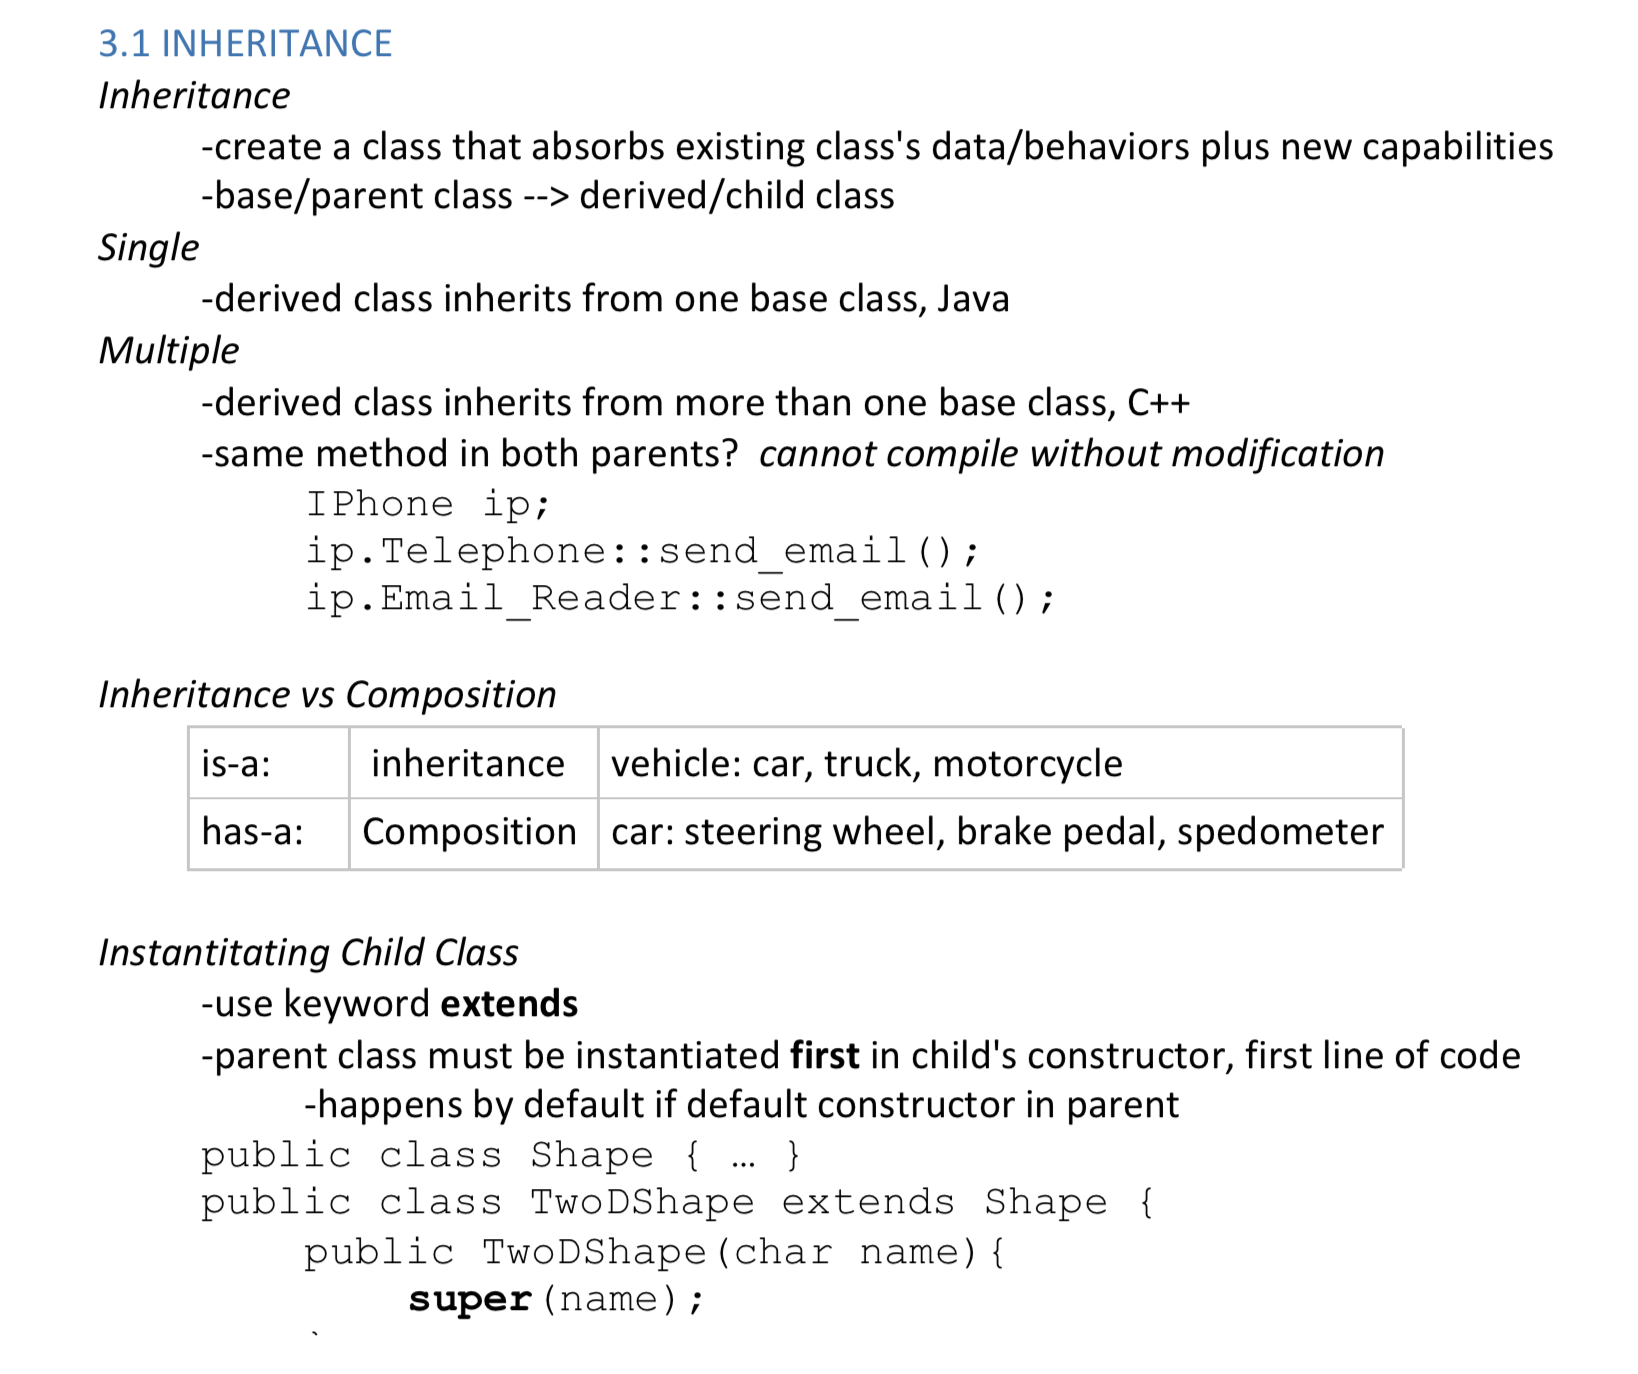 3.1 INHERITANCE
Inheritance
-create a class that absorbs existing class's data/behaviors plus new capabilities
-base/parent class --> derived/child class
Single
-derived class inherits from one base class, Java
Multiple
-derived class inherits from more than one base class, C++
-same method in both parents? cannot compile without modification
IPhone ip;
ip.Telephone::send_email();
ip.Email_Reader::send_email();
Inheritance vs Composition
is-a: inheritance vehicle: car, truck, motorcycle
has-a: Composition car: steering wheel, brake pedal, spedometer
Instantitating Child Class
-use keyword extends
-parent class must be instantiated first in child's constructor, first line of code
-happens by default if default constructor in parent
public class Shape { … }
public class TwoDShape extends Shape {
public TwoDShape(char name){
super(name);